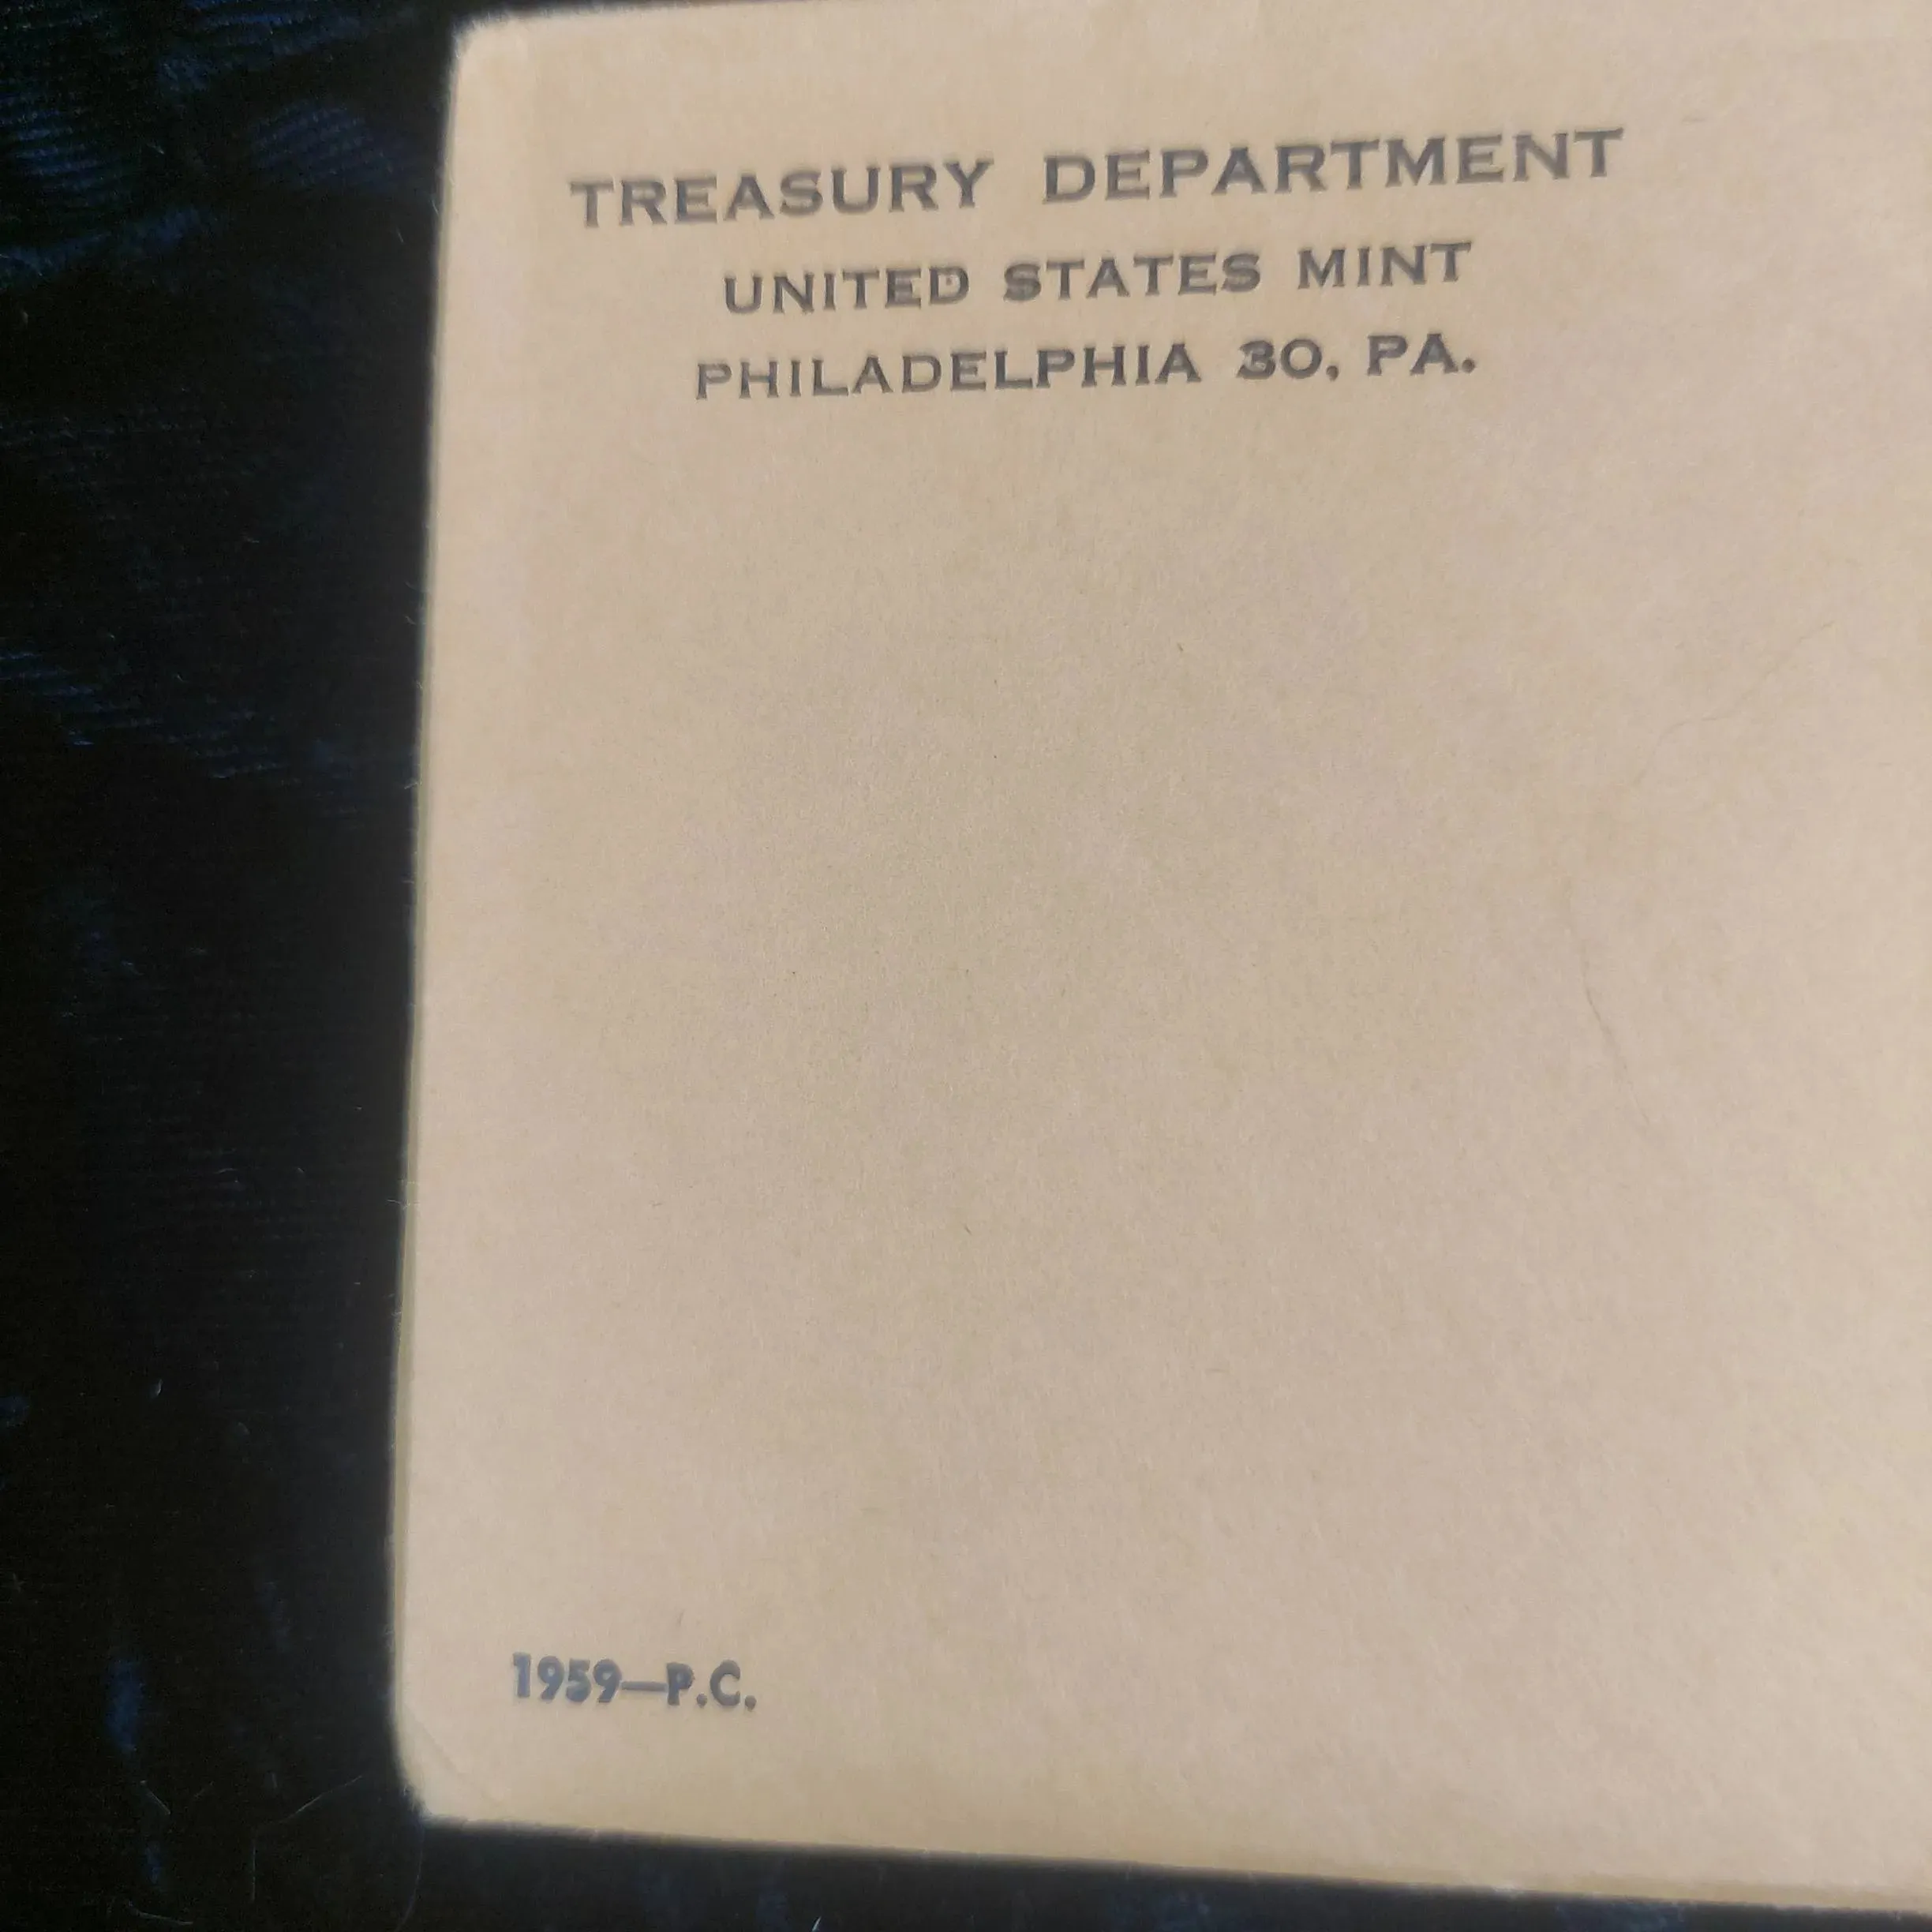 TREASURY DEPARTMENT
UNITED STATES MINT
PHILADELPHIA 30, PA.
1959—P.C.